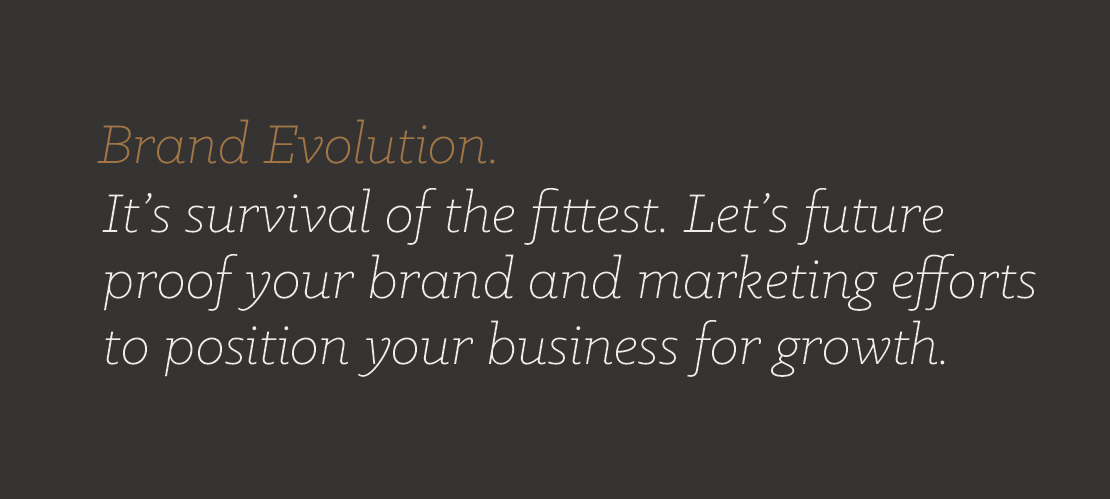 Brand Evolution.
It’s survival of the fittest. Let’s future
proof your brand and marketing efforts
to position your business for growth.